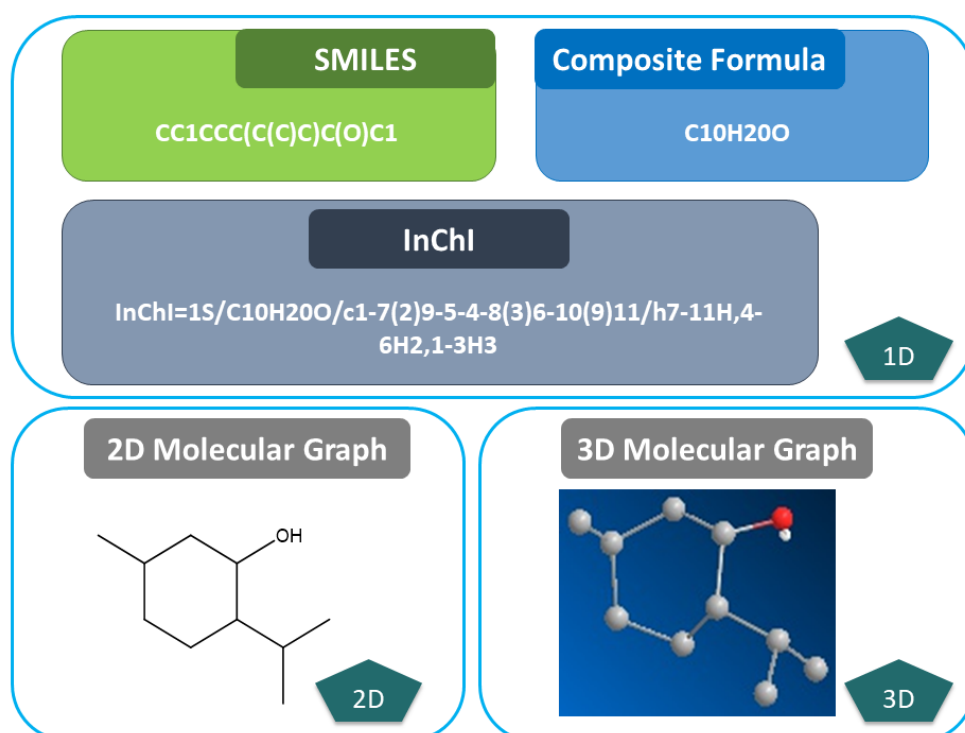 SMILES
CC1CCC(C(C)C)C(O)C1
Composite Formula
C10H20O
InChI
InChI=1S/C10H20O/c1-7(2)9-5-4-8(3)6-10(9)11/h7-11H,4-
6H2,1-3H3
1D
2D Molecular Graph
OH
2D
3D Molecular Graph
3D